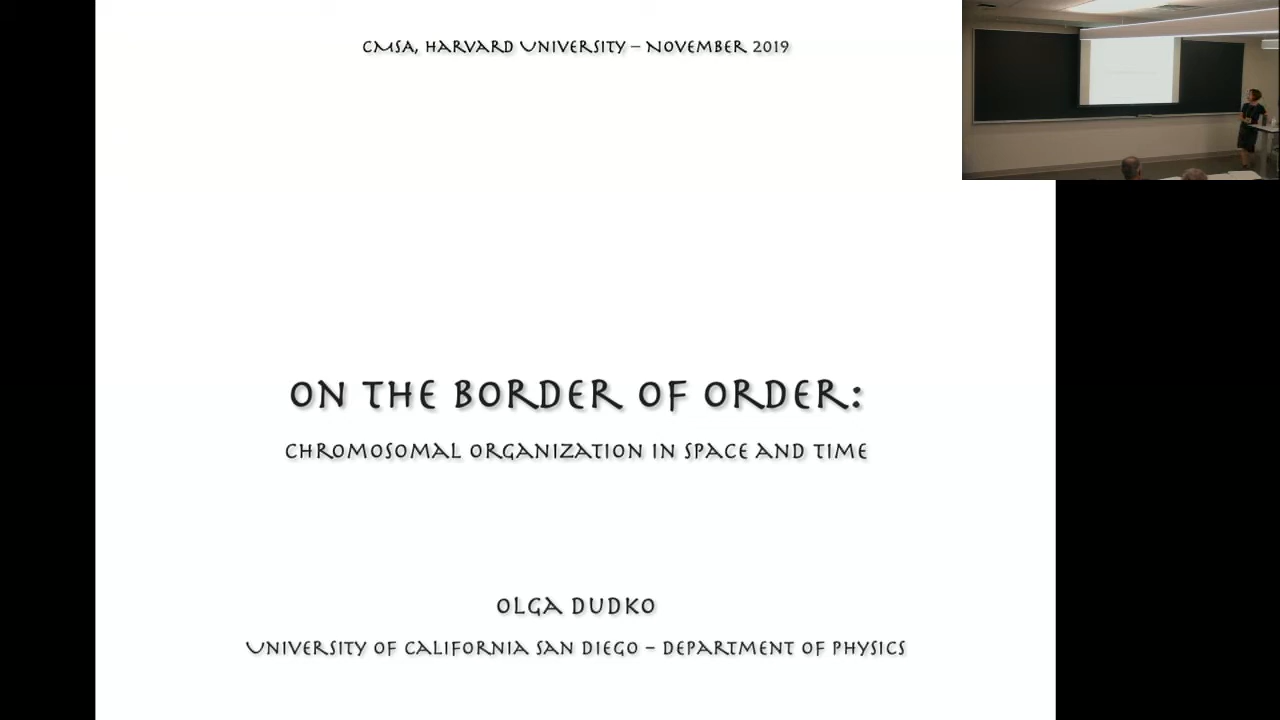 CMSA, HARVARD UNIVERSITY – NOVEMBER 2019
ON THE BORDER OF ORDER:
CHROMOSOMAL ORGANIZATION IN SPACE AND TIME
OLGA DUDKO
UNIVERSITY OF CALIFORNIA SAN DIEGO – DEPARTMENT OF PHYSICS